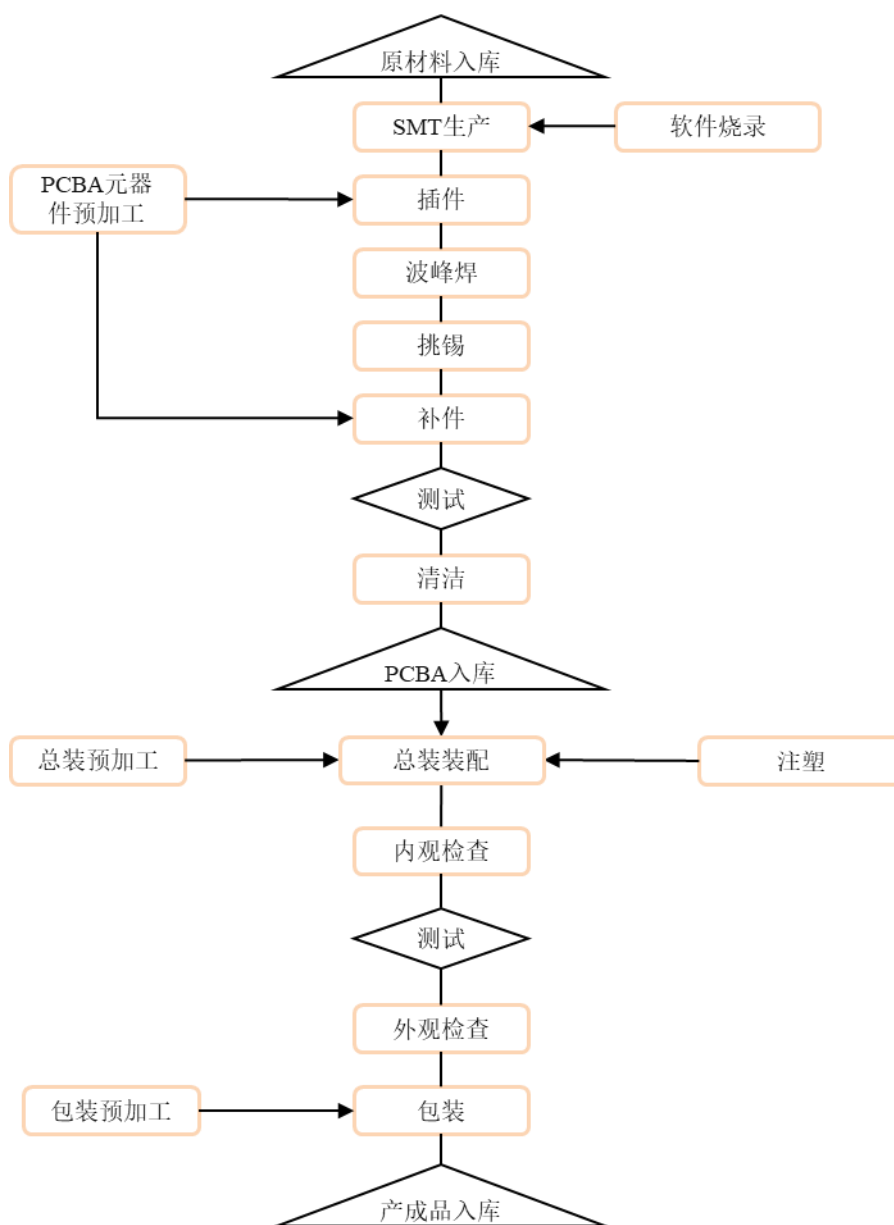 原材料入库
SMT生产
软件烧录
PCBA元器
件预加工
插件
波峰焊
挑锡
补件
测试
清洁
PCBA入库
总装预加工
总装装配
注塑
内观检查
测试
外观检查
包装预加工
包装
产成品入库